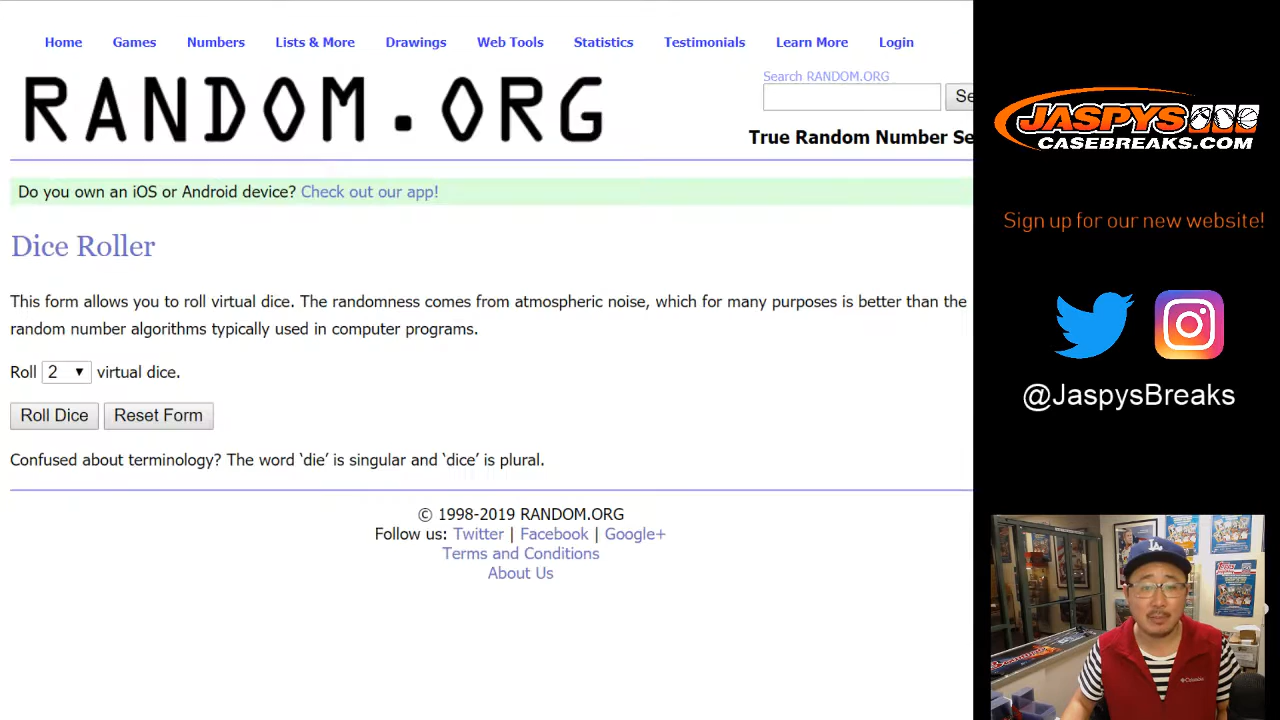 Home Games Numbers Lists & More Drawings Web Tools Statistics Testimonials Learn More Login
RANDOM.ORG
Search RANDOM.ORG
Se
True Random Number Se
Do you own an iOS or Android device? Check out our app!
Dice Roller
This form allows you to roll virtual dice. The randomness comes from atmospheric noise, which for many purposes is better than the
random number algorithms typically used in computer programs.
Roll 2 ▼ virtual dice.
Roll Dice Reset Form
Confused about terminology? The word ‘die’ is singular and ‘dice’ is plural.
© 1998-2019 RANDOM.ORG
Follow us: Twitter | Facebook | Google+
Terms and Conditions
About Us
JASPYS
CASEBREAKS.COM
Sign up for our new website!
@JaspysBreaks
Columbia